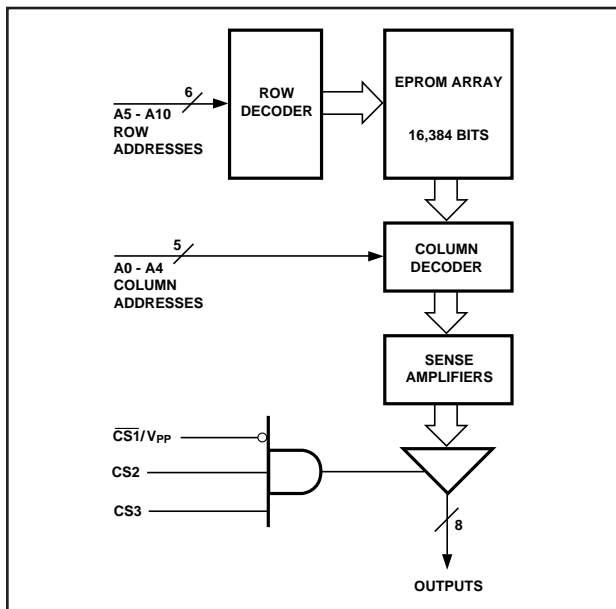 6
A5 - A10
ROW
ADDRESSES
ROW
DECODER
EPROM ARRAY
16,384 BITS
5
A0 - A4
COLUMN
ADDRESSES
COLUMN
DECODER
SENSE
AMPLIFIERS
C̅S̅1̅/VPP
CS2
CS3
8
OUTPUTS